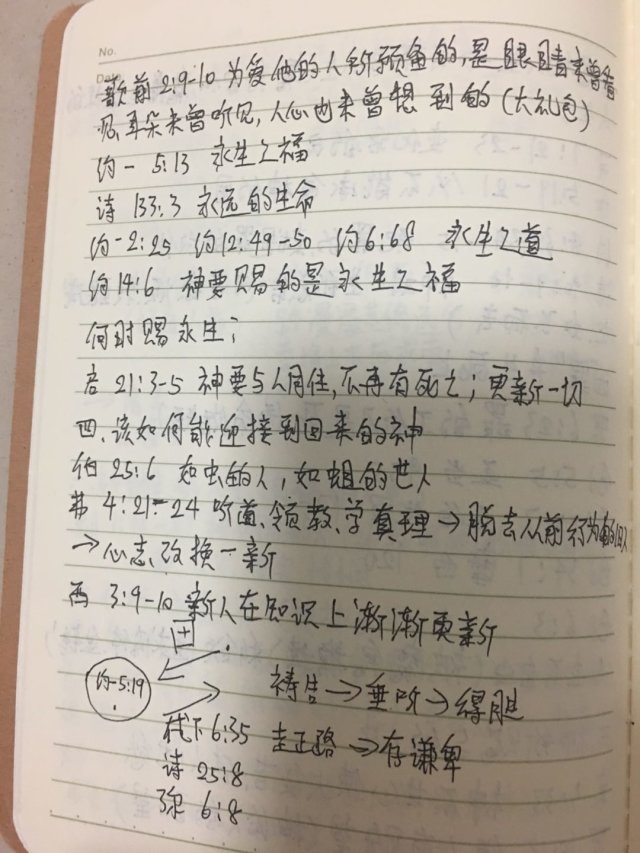 No.
Date
歌前 2:9-10 为爱他的人所预备的,是眼睛未曾看
见,耳朵未曾听见,人心也未曾想到的(大礼包)
约一 5:13 永生之福
诗 133:3 永远的生命
约一2:25 约12:49-50 约6:68 永生之道
约14:6 神要赐的是永生之福
何时赐永生;
启 21:3-5 神要与人同住,不再有死亡;更新一切
四、该如何能迎接到回来的神
伯 25:6 如虫的人,如蛆的世人
弗 4:21-24 听道、领教、学真理→脱去从前行为的旧人
→心志改换一新
西 3:9-10 新人在知识上渐渐更新
约一5:19
祷告→垂听→得胜
代下 6:35 走正路→存谦卑
诗 25:8
弥 6:8